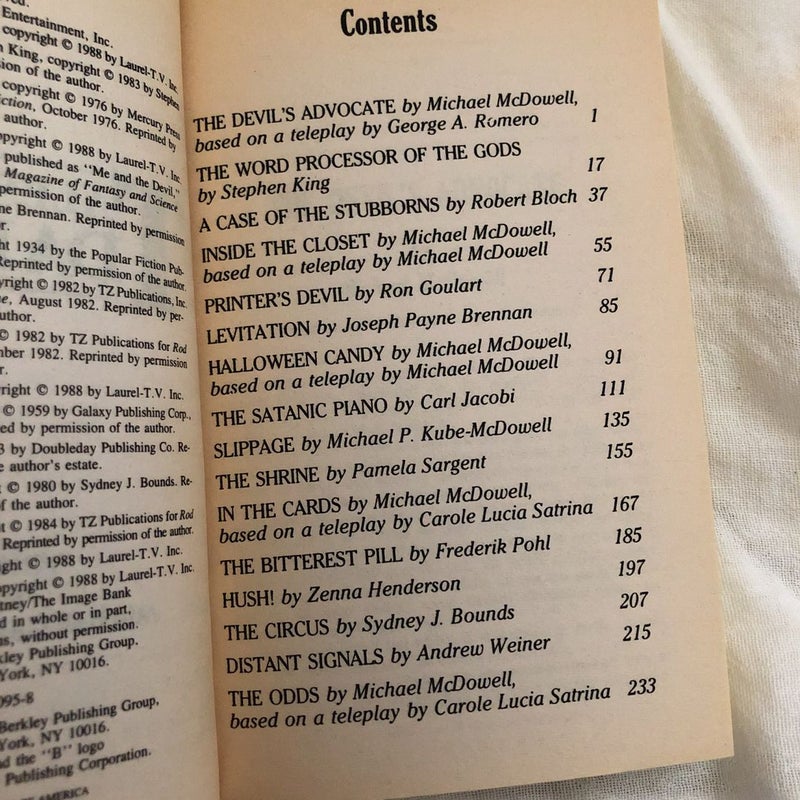 Entertainment, Inc.
copyright © 1988 by Laurel-T.V. Inc.
King, copyright © 1983 by Stephen
of the author.
copyright © 1976 by Mercury Press
October 1976. Reprinted by
author.
1988 by Laurel-T.V. Inc.
published as "Me and the Devil,"
Magazine of Fantasy and Science
permission of the author.
Brennan. Reprinted by permission
1934 by the Popular Fiction Pub-
Reprinted by permission of the author.
1982 by TZ Publications, Inc.
August 1982. Reprinted by per-
© 1982 by TZ Publications for Rod
1982. Reprinted by permission
1988 by Laurel-T.V. Inc.
© 1959 by Galaxy Publishing Corp.,
by permission of the author.
by Doubleday Publishing Co. Re-
author's estate.
© 1980 by Sydney J. Bounds. Re-
of the author.
© 1984 by TZ Publications for Rod
Reprinted by permission of the author.
© 1988 by Laurel-T.V. Inc.
© 1988 by Laurel-T.V. Inc.
The Image Bank
in whole or in part,
without permission.
Publishing Group.
York, NY 10016.
095-8
Berkley Publishing Group,
York, NY 10016.
the "B" logo
Publishing Corporation.
AMERICA
Contents
THE DEVIL'S ADVOCATE by Michael McDowell,
based on a teleplay by George A. Romero 1
THE WORD PROCESSOR OF THE GODS
by Stephen King 17
A CASE OF THE STUBBORNS by Robert Bloch 37
INSIDE THE CLOSET by Michael McDowell,
based on a teleplay by Michael McDowell 55
PRINTER'S DEVIL by Ron Goulart 71
LEVITATION by Joseph Payne Brennan 85
HALLOWEEN CANDY by Michael McDowell,
based on a teleplay by Michael McDowell 91
THE SATANIC PIANO by Carl Jacobi 111
SLIPPAGE by Michael P. Kube-McDowell 135
THE SHRINE by Pamela Sargent 155
IN THE CARDS by Michael McDowell,
based on a teleplay by Carole Lucia Satrina 167
THE BITTEREST PILL by Frederik Pohl 185
HUSH! by Zenna Henderson 197
THE CIRCUS by Sydney J. Bounds 207
DISTANT SIGNALS by Andrew Weiner 215
THE ODDS by Michael McDowell,
based on a teleplay by Carole Lucia Satrina 233